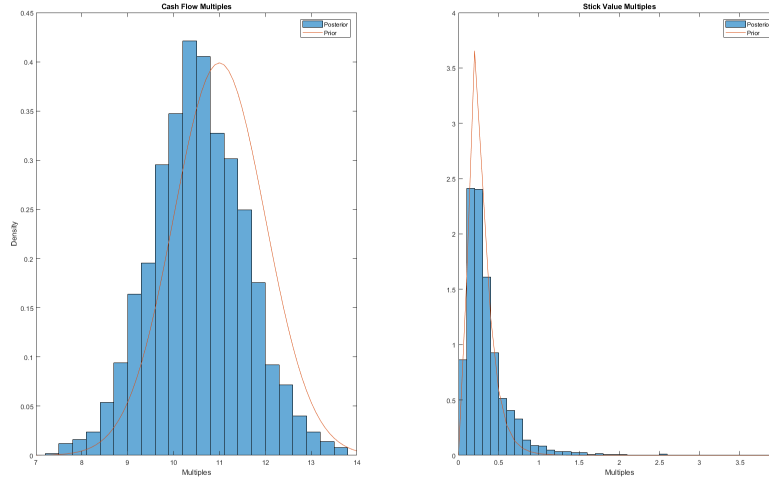 Cash Flow Multiples
0.45
0.4
0.35
0.3
0.25
0.2
0.15
0.1
0.05
0
Density
7 8 9 10 11 12 13 14
Multiples
Posterior
Prior
Stick Value Multiples
4
3.5
3
2.5
2
1.5
1
0.5
0
0 0.5 1 1.5 2 2.5 3 3.5
Multiples
Posterior
Prior